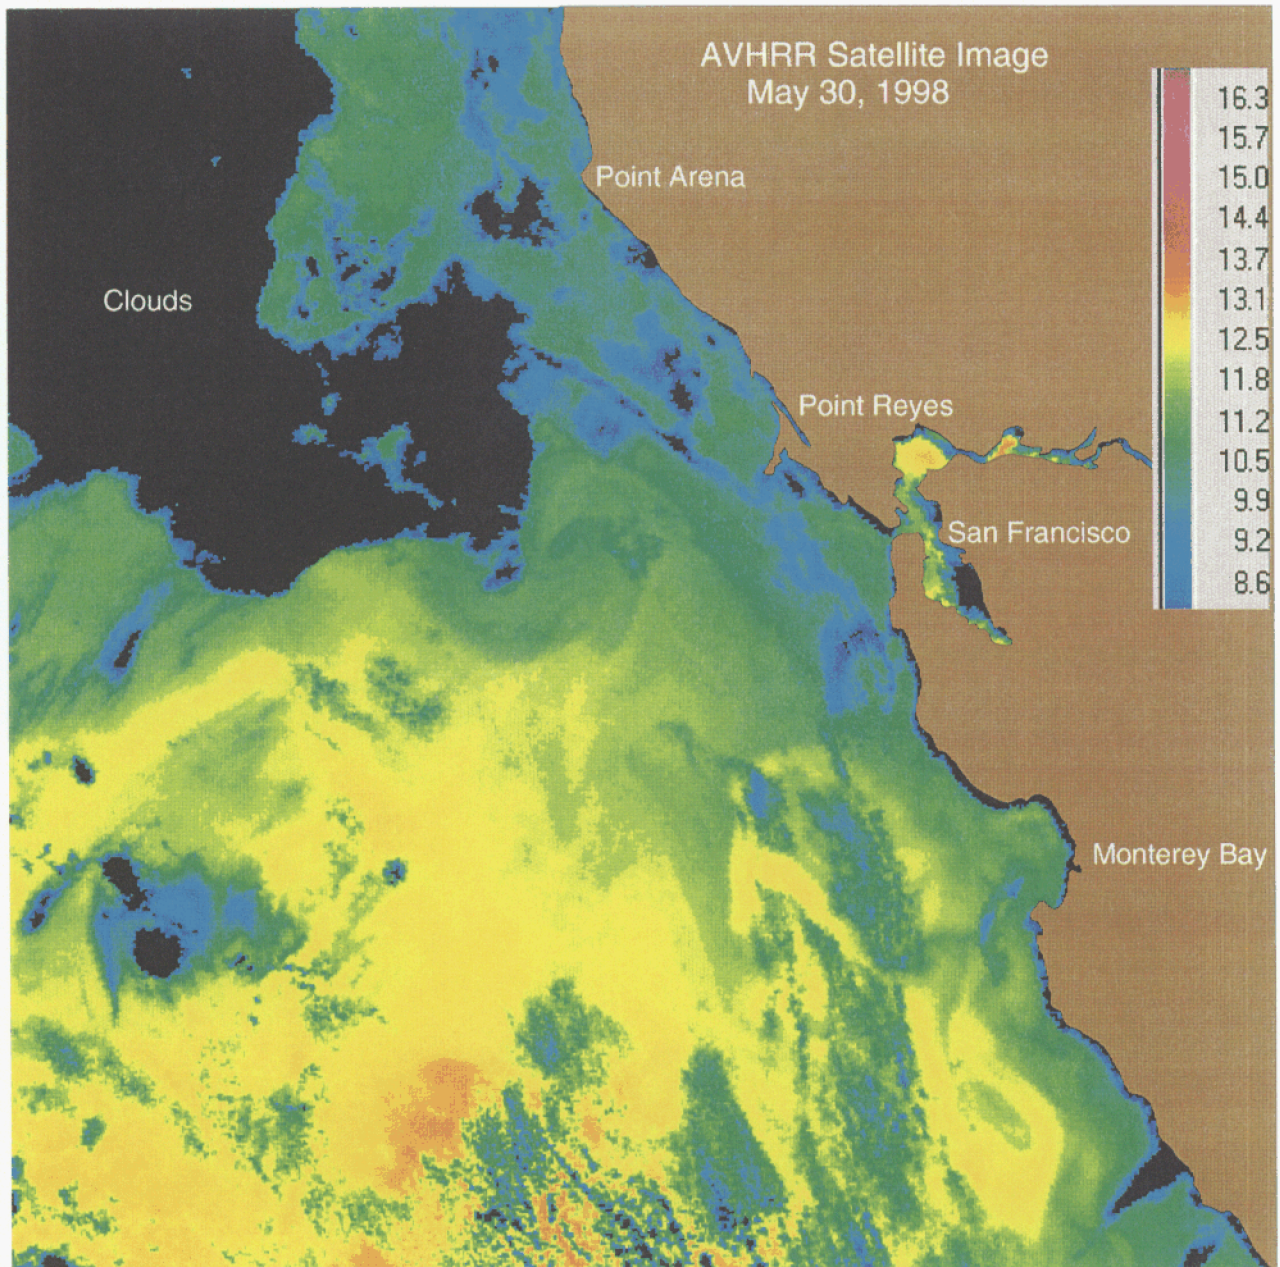 AVHRR Satellite Image
May 30, 1998
16.3
15.7
Point Arena
15.0
14.4
13.7
Clouds
13.1
12.5
11.8
Point Reyes
11.2
10.5
9.9
San Francisco
9.2
8.6
Monterey Bay